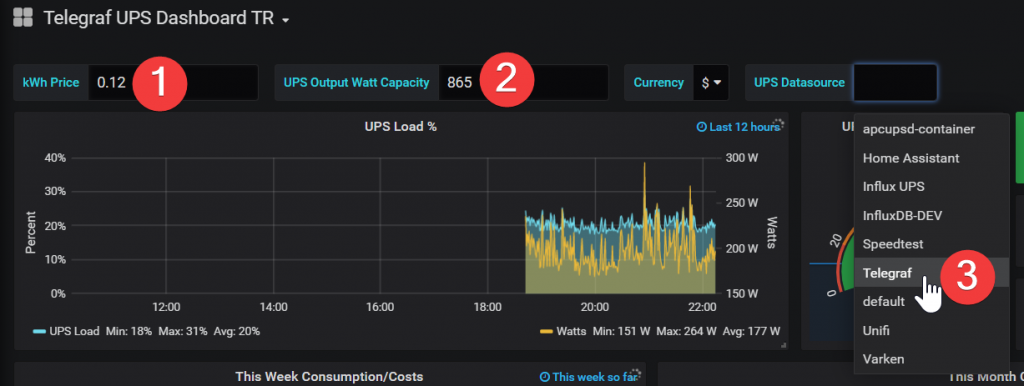 Telegraf UPS Dashboard TR
kWh Price 0.12 1 UPS Output Watt Capacity 865 2 Currency $ UPS Datasource
UPS Load %
Last 12 hours
apcupsd-container
Home Assistant
Influx UPS
InfluxDB-DEV
Speedtest
Telegraf 3
default
Unifi
Varken
40% 300 W
30% 250 W
20% 200 W
10%
0% 150 W
Percent
Watts
12:00 14:00 16:00 18:00 20:00 22:00
UPS Load Min: 18% Max: 31% Avg: 20% Watts Min: 151 W Max: 264 W Avg: 177 W
20
0
This Week Consumption/Costs
This week so far
This Month C